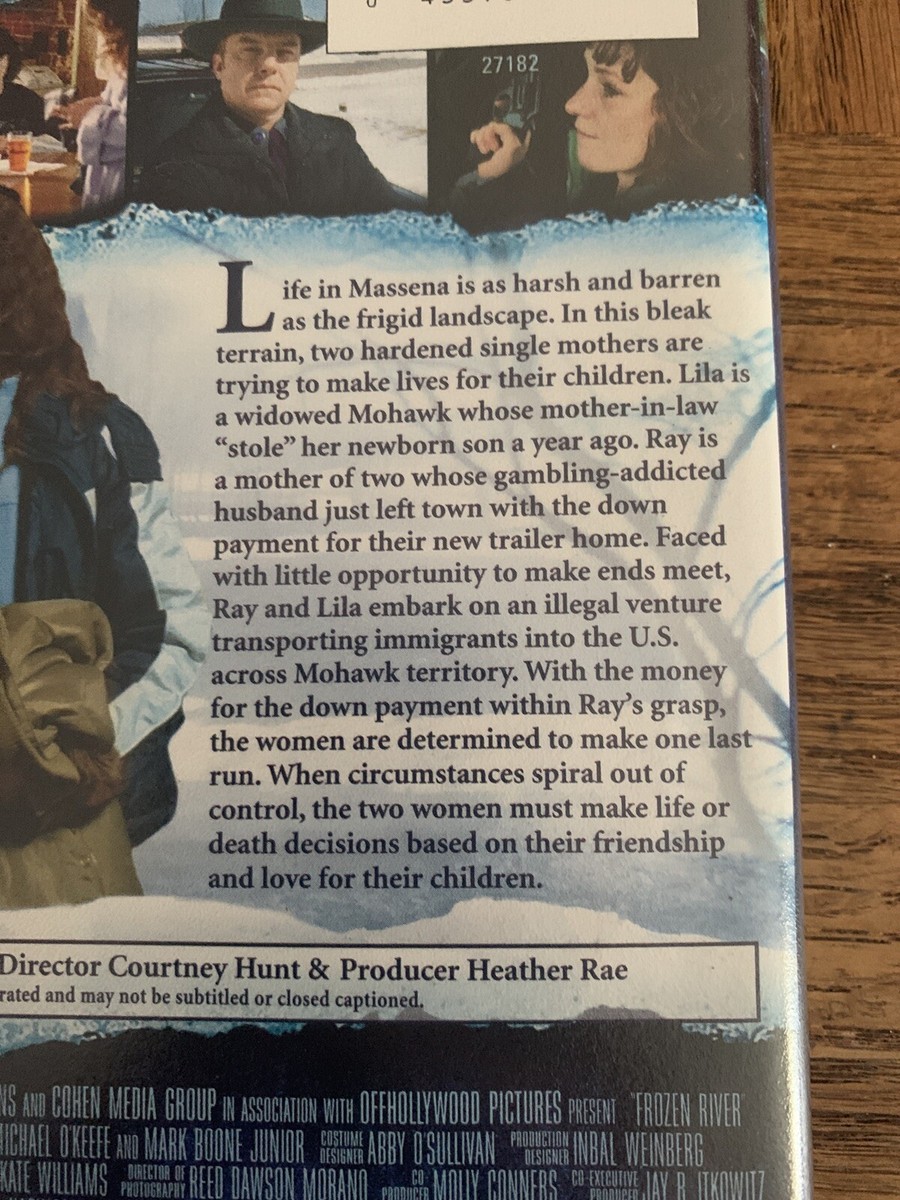 27182
Life in Massena is as harsh and barren
as the frigid landscape. In this bleak
terrain, two hardened single mothers are
trying to make lives for their children. Lila is
a widowed Mohawk whose mother-in-law
“stole” her newborn son a year ago. Ray is
a mother of two whose gambling-addicted
husband just left town with the down
payment for their new trailer home. Faced
with little opportunity to make ends meet,
Ray and Lila embark on an illegal venture
transporting immigrants into the U.S.
across Mohawk territory. With the money
for the down payment within Ray’s grasp,
the women are determined to make one last
run. When circumstances spiral out of
control, the two women must make life or
death decisions based on their friendship
and love for their children.
Director Courtney Hunt & Producer Heather Rae
rated and may not be subtitled or closed captioned.
NS AND COHEN MEDIA GROUP IN ASSOCIATION WITH OFFHOLLYWOOD PICTURES PRESENT "FROZEN RIVER"
MICHAEL O'KEEFE AND MARK BOONE JUNIOR COSTUME DESIGNER ABBY O'SULLIVAN PRODUCTION DESIGNER INBAL WEINBERG
KATE WILLIAMS DIRECTOR OF PHOTOGRAPHY REED DAWSON MORANO CO-PRODUCER MOLLY CONNERS CO-EXECUTIVE PRODUCER JAY B. ITKOWITZ